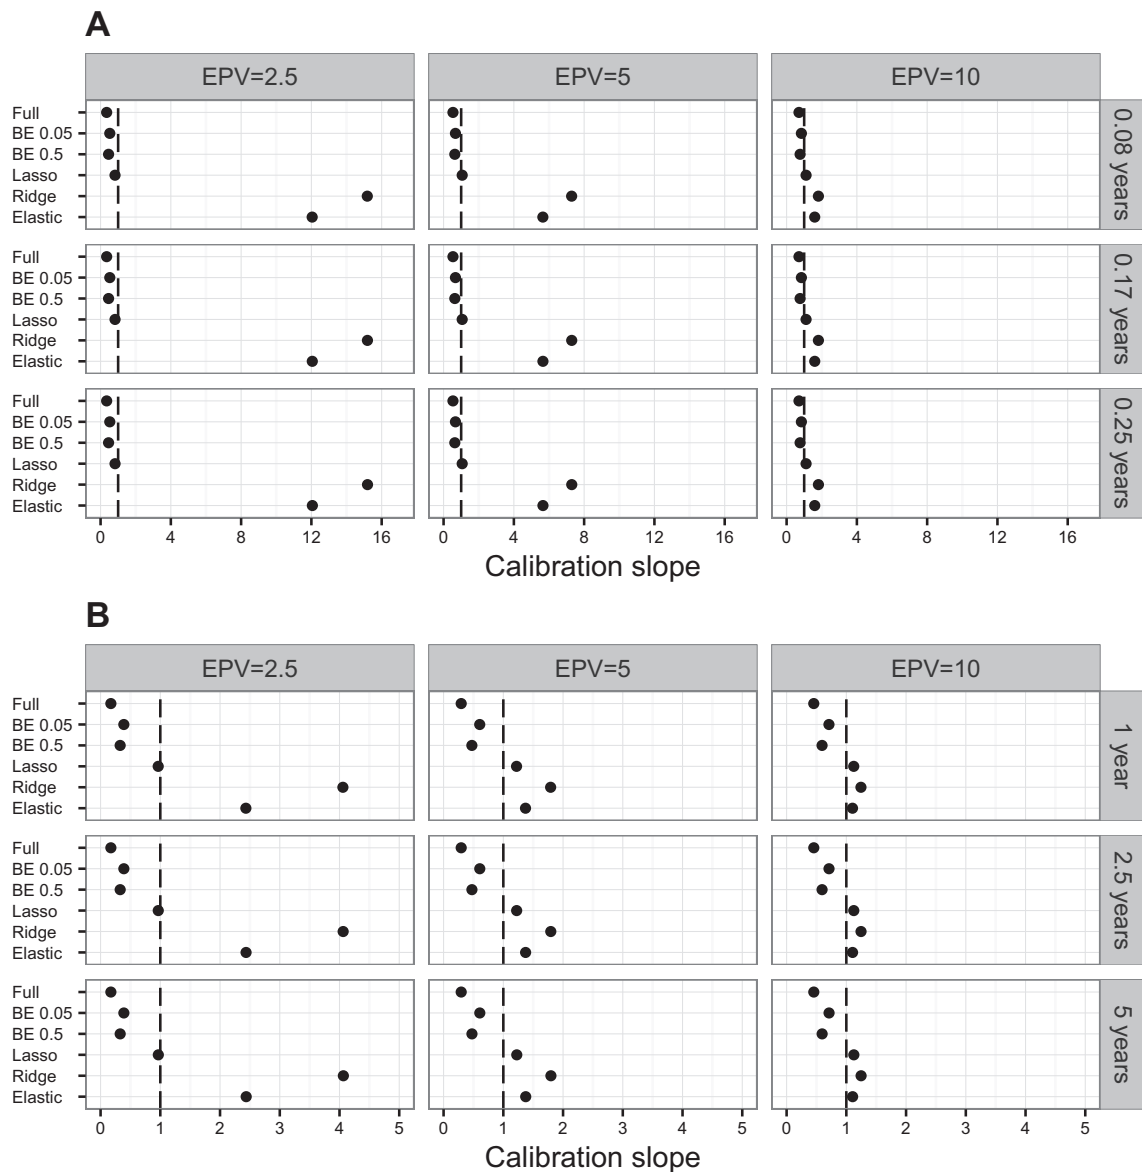 A
EPV=2.5 EPV=5 EPV=10
Full
BE 0.05
BE 0.5
Lasso
Ridge
Elastic
0.08 years
Full
BE 0.05
BE 0.5
Lasso
Ridge
Elastic
0.17 years
Full
BE 0.05
BE 0.5
Lasso
Ridge
Elastic
0.25 years
0 4 8 12 16 0 4 8 12 16 0 4 8 12 16
Calibration slope
B
EPV=2.5 EPV=5 EPV=10
Full
BE 0.05
BE 0.5
Lasso
Ridge
Elastic
1 year
Full
BE 0.05
BE 0.5
Lasso
Ridge
Elastic
2.5 years
Full
BE 0.05
BE 0.5
Lasso
Ridge
Elastic
5 years
0 1 2 3 4 5 0 1 2 3 4 5 0 1 2 3 4 5
Calibration slope